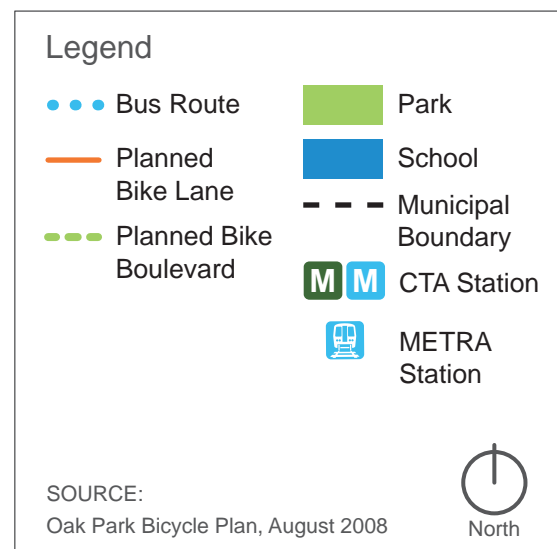 Legend
Bus Route
Planned
Bike Lane
Planned Bike
Boulevard
Park
School
Municipal
Boundary
M M CTA Station
METRA
Station
SOURCE:
Oak Park Bicycle Plan, August 2008
North